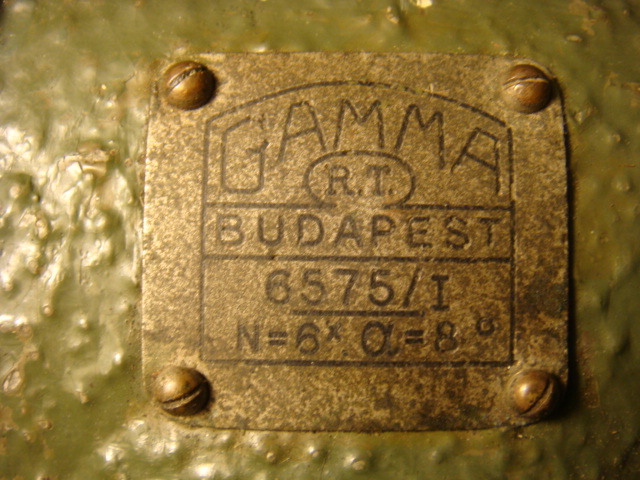 GAMMA
R.T.
BUDAPEST
6575/I
N=6x α=8°